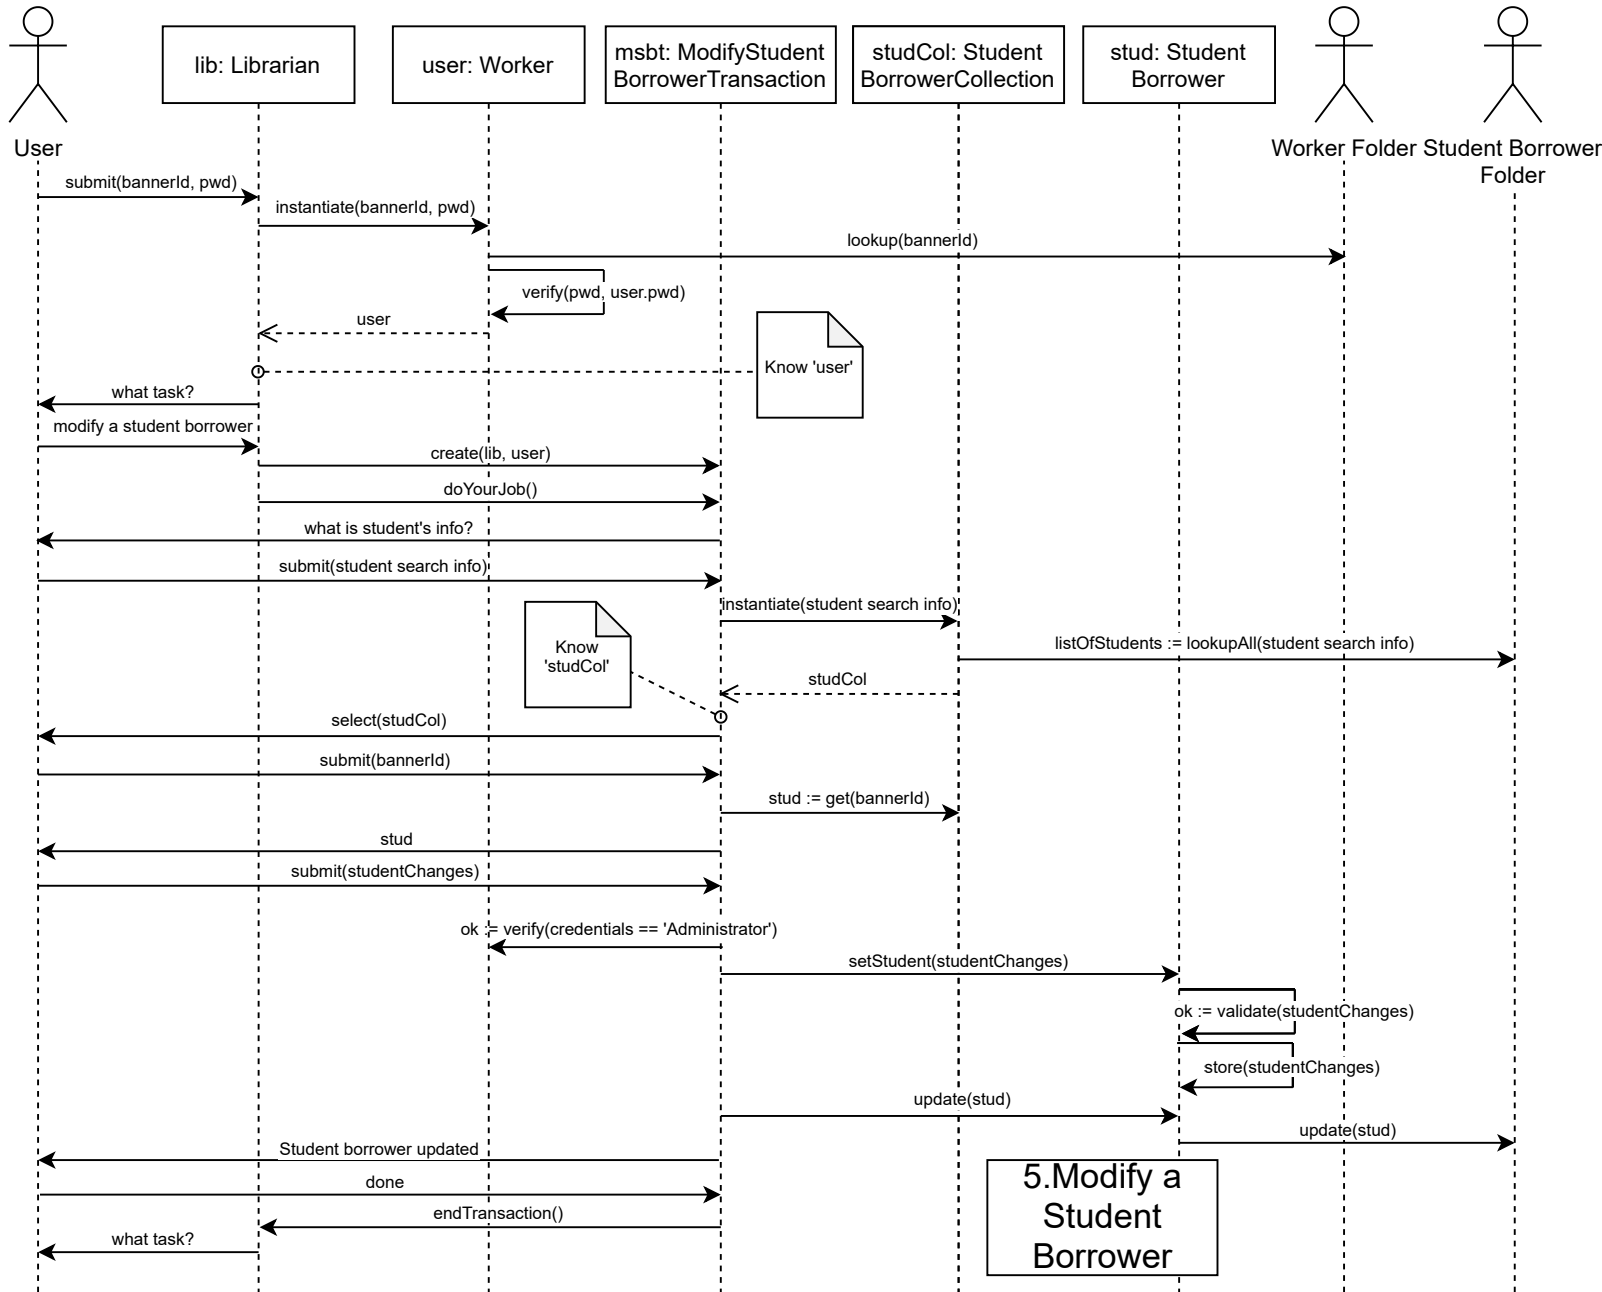 lib: Librarian
user: Worker
msbt: ModifyStudent
BorrowerTransaction
studCol: Student
BorrowerCollection
stud: Student
Borrower
User
Worker Folder
Student Borrower
Folder
submit(bannerId, pwd)
instantiate(bannerId, pwd)
lookup(bannerId)
verify(pwd, user.pwd)
user
Know 'user'
what task?
modify a student borrower
create(lib, user)
doYourJob()
what is student's info?
submit(student search info)
instantiate(student search info)
Know
'studCol'
listOfStudents := lookupAll(student search info)
studCol
select(studCol)
submit(bannerId)
stud := get(bannerId)
stud
submit(studentChanges)
ok := verify(credentials == 'Administrator')
setStudent(studentChanges)
ok := validate(studentChanges)
store(studentChanges)
update(stud)
update(stud)
Student borrower updated
done
endTransaction()
what task?
5.Modify a
Student
Borrower